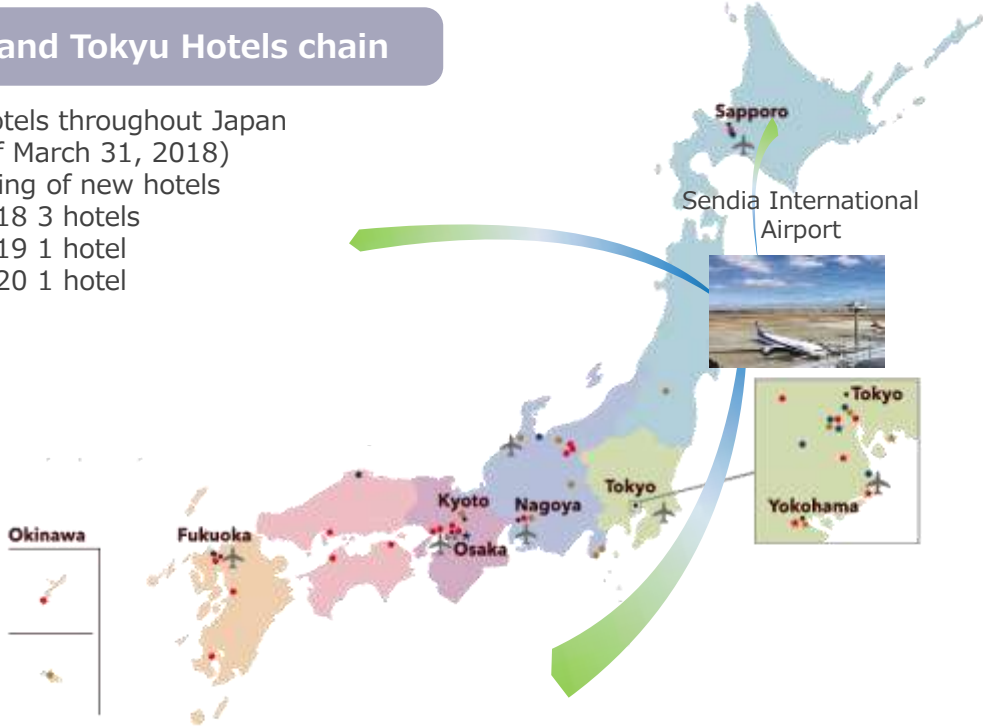 and Tokyu Hotels chain
otels throughout Japan
f March 31, 2018)
ing of new hotels
18 3 hotels
19 1 hotel
20 1 hotel
Sapporo
Sendia International
Airport
Tokyo
Yokohama
Kyoto
Nagoya
Tokyo
Osaka
Fukuoka
Okinawa